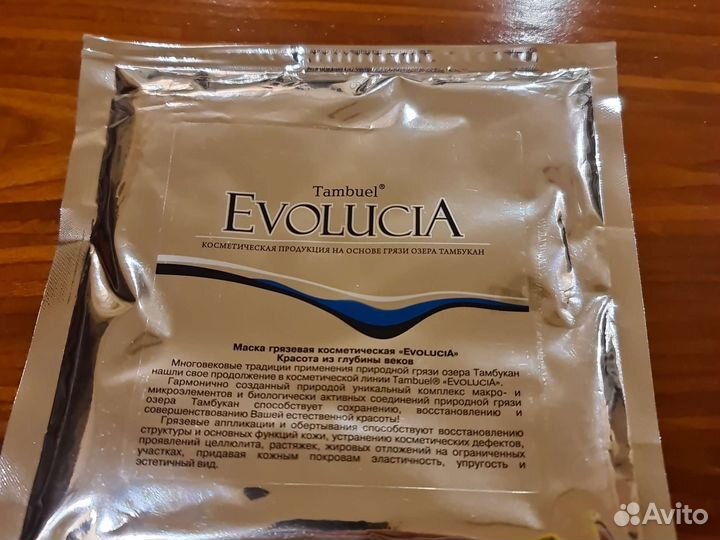 Tambuel®
EVOLUCIA
КОСМЕТИЧЕСКАЯ ПРОДУКЦИЯ НА ОСНОВЕ ГРЯЗИ ОЗЕРА ТАМБУКАН
Маска грязевая косметическая «EVOLUCIA»
Красота из глубины веков
Многовековые традиции применения природной грязи озера Тамбукан
нашли свое продолжение в косметической линии Tambuel® «EVOLUCIA».
Гармонично созданный природой уникальный комплекс макро- и
микроэлементов и биологически активных соединений природной грязи
озера Тамбукан способствует сохранению, восстановлению и
совершенствованию Вашей естественной красоты!
Грязевые аппликации и обертывания способствуют восстановлению
структуры и основных функций кожи, устранению косметических дефектов,
проявлений целлюлита, растяжек, жировых отложений на ограниченных
участках, придавая кожным покровам эластичность, упругость и
эстетичный вид.
Avito